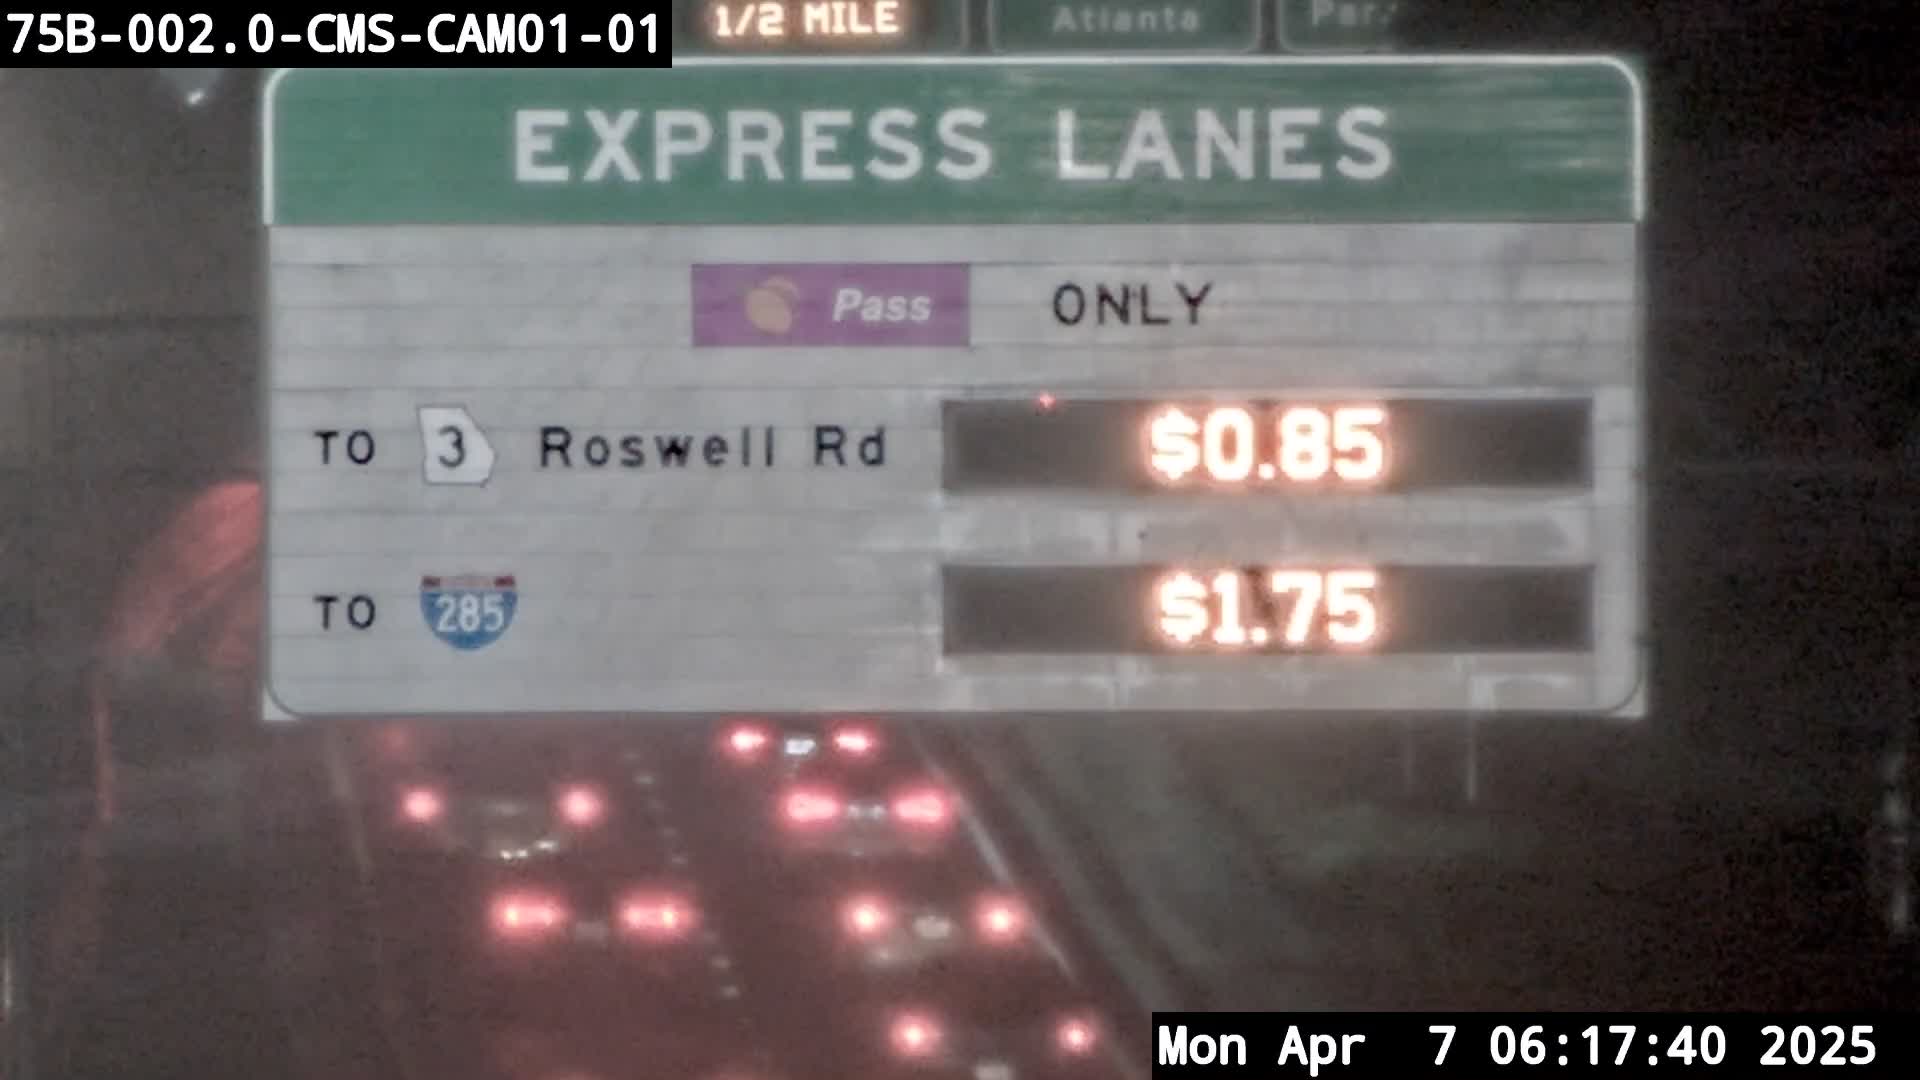 75B-002.0-CMS-CAM01-01
1/2 MILE
Atlanta
EXPRESS LANES
Pass ONLY
TO 3 Roswell Rd $0.85
TO 285 $1.75
Mon Apr 7 06:17:40 2025